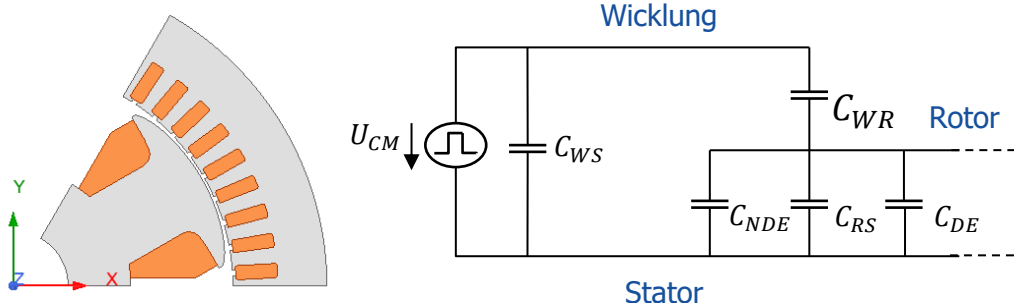 Wicklung
U_CM
C_WS
C_WR
Rotor
C_NDE
C_RS
C_DE
Stator
Y
Z
X